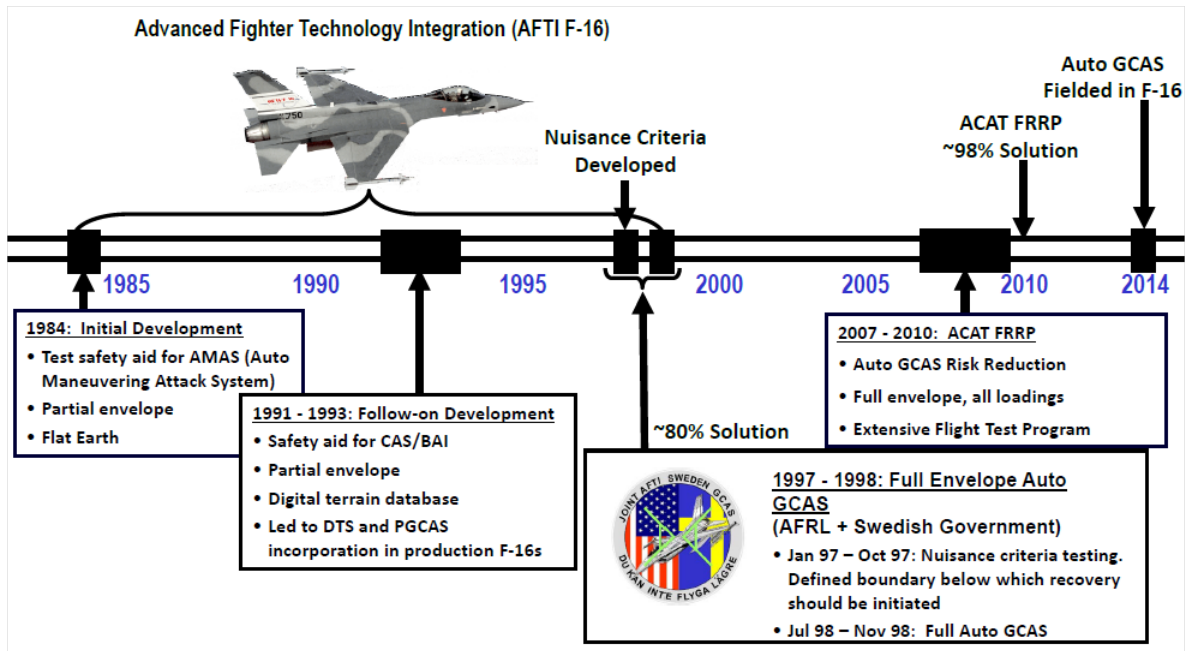 Advanced Fighter Technology Integration (AFTI F-16)
750
Auto GCAS
Fielded in F-16
Nuisance Criteria
Developed
ACAT FRRP
~98% Solution
1985
1990
1995
2000
2005
2010
2014
1984: Initial Development
• Test safety aid for AMAS (Auto
Maneuvering Attack System)
• Partial envelope
• Flat Earth
1991 - 1993: Follow-on Development
• Safety aid for CAS/BAI
• Partial envelope
• Digital terrain database
• Led to DTS and PGCAS
incorporation in production F-16s
~80% Solution
2007 - 2010: ACAT FRRP
• Auto GCAS Risk Reduction
• Full envelope, all loadings
• Extensive Flight Test Program
JOINT AFTI SWEDEN GCAS
DU KAN INTE FLYGA LÄGRE
1997 - 1998: Full Envelope Auto
GCAS
(AFRL + Swedish Government)
• Jan 97 – Oct 97: Nuisance criteria testing.
Defined boundary below which recovery
should be initiated
• Jul 98 – Nov 98: Full Auto GCAS